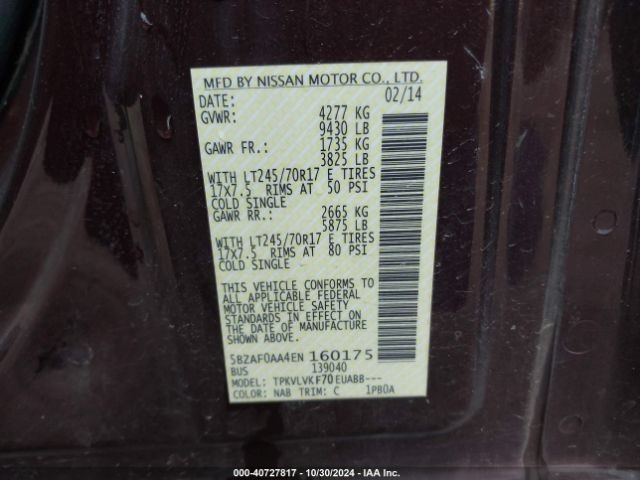 MFD BY NISSAN MOTOR CO., LTD.
DATE: 02/14
GVWR: 4277 KG
9430 LB
GAWR FR.: 1735 KG
3825 LB
WITH LT245/70R17 E TIRES
17X7.5 RIMS AT 50 PSI
COLD SINGLE
GAWR RR.: 2665 KG
5875 LB
WITH LT245/70R17 E TIRES
17X7.5 RIMS AT 80 PSI
COLD SINGLE
THIS VEHICLE CONFORMS TO
ALL APPLICABLE FEDERAL
MOTOR VEHICLE SAFETY
STANDARDS IN EFFECT ON
THE DATE OF MANUFACTURE
SHOWN ABOVE.
5BZAF0AA4EN 160175
BUS 139040
MODEL: TPKVLVKF70EUABB---
COLOR: NAB TRIM: C 1PB0A
000-40727817 - 10/30/2024 - IAA Inc.